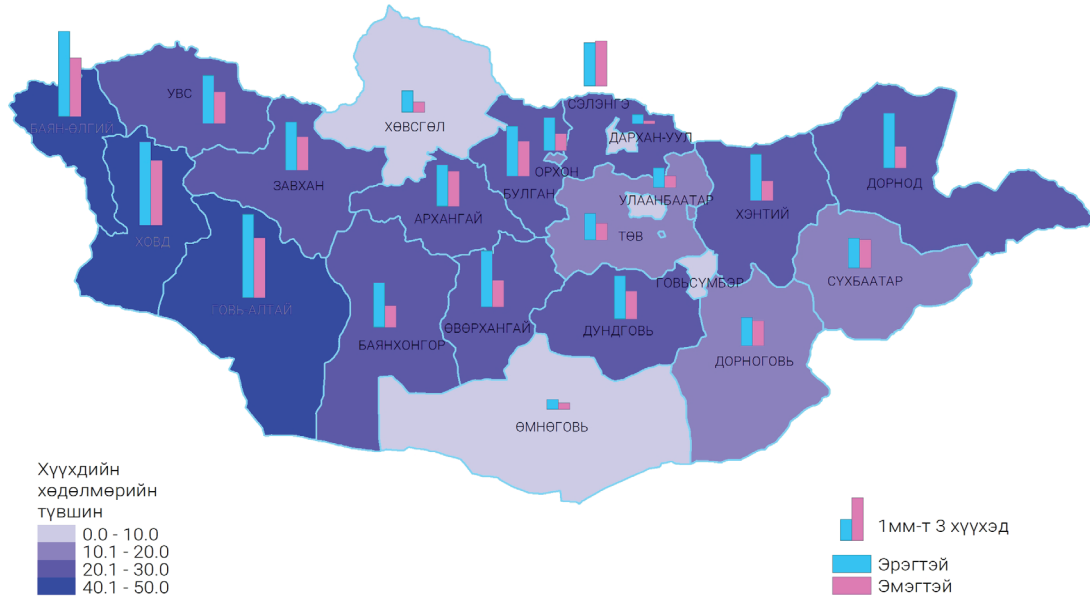 СЭЛЭНГЭ
УВС
БАЯН-ӨЛГИЙ
ХӨВСГӨЛ
ДАРХАН-УУЛ
ОРХОН
БУЛГАН
ЗАВХАН
ДОРНОД
АРХАНГАЙ
УЛААНБААТАР
ХЭНТИЙ
ХОВД
ТӨВ
СҮХБААТАР
ГОВЬСҮМБЭР
ГОВЬ-АЛТАЙ
ӨВӨРХАНГАЙ
ДУНДГОВЬ
БАЯНХОНГОР
ДОРНОГОВЬ
ӨМНӨГОВЬ
Хүүхдийн
хөдөлмөрийн
түвшин
0.0 - 10.0
10.1 - 20.0
20.1 - 30.0
40.1 - 50.0
1мм-т 3 хүүхэд
Эрэгтэй
Эмэгтэй